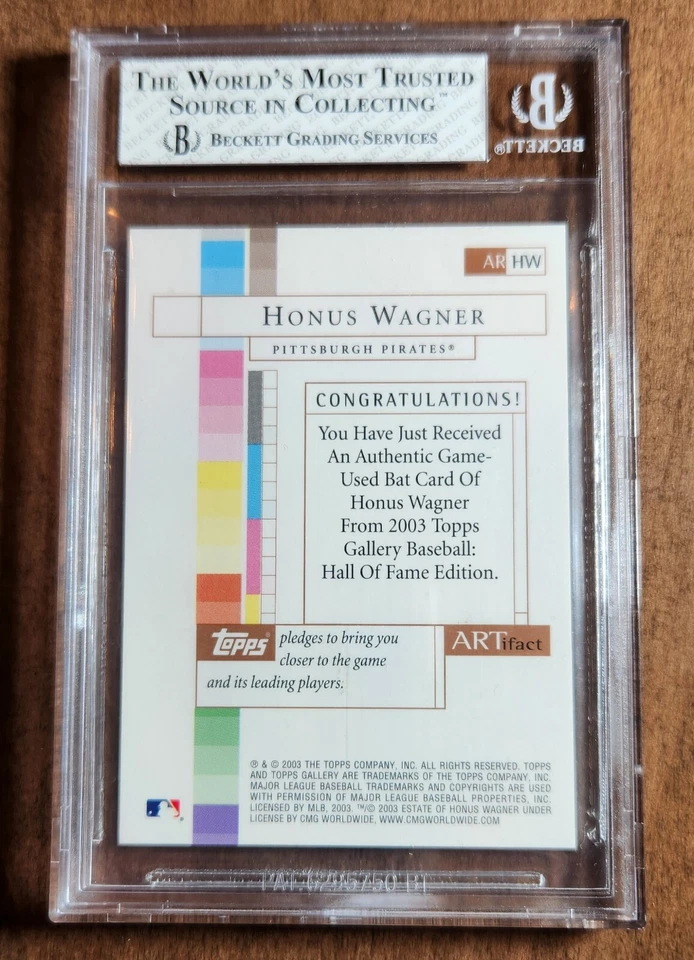 THE WORLD'S MOST TRUSTED
SOURCE IN COLLECTING™
B BECKETT GRADING SERVICES
B
BECKETT®
AR HW
HONUS WAGNER
PITTSBURGH PIRATES®
CONGRATULATIONS!
You Have Just Received
An Authentic Game-
Used Bat Card Of
Honus Wagner
From 2003 Topps
Gallery Baseball:
Hall Of Fame Edition.
topps® pledges to bring you
closer to the game
and its leading players.
ARTifact
® & © 2003 THE TOPPS COMPANY, INC. ALL RIGHTS RESERVED. TOPPS
AND TOPPS GALLERY ARE TRADEMARKS OF THE TOPPS COMPANY, INC.
MAJOR LEAGUE BASEBALL TRADEMARKS AND COPYRIGHTS ARE USED
WITH PERMISSION OF MAJOR LEAGUE BASEBALL PROPERTIES, INC.
LICENSED BY MLB, 2003. ™/© 2003 ESTATE OF HONUS WAGNER UNDER
LICENSE BY CMG WORLDWIDE, WWW.CMGWORLDWIDE.COM